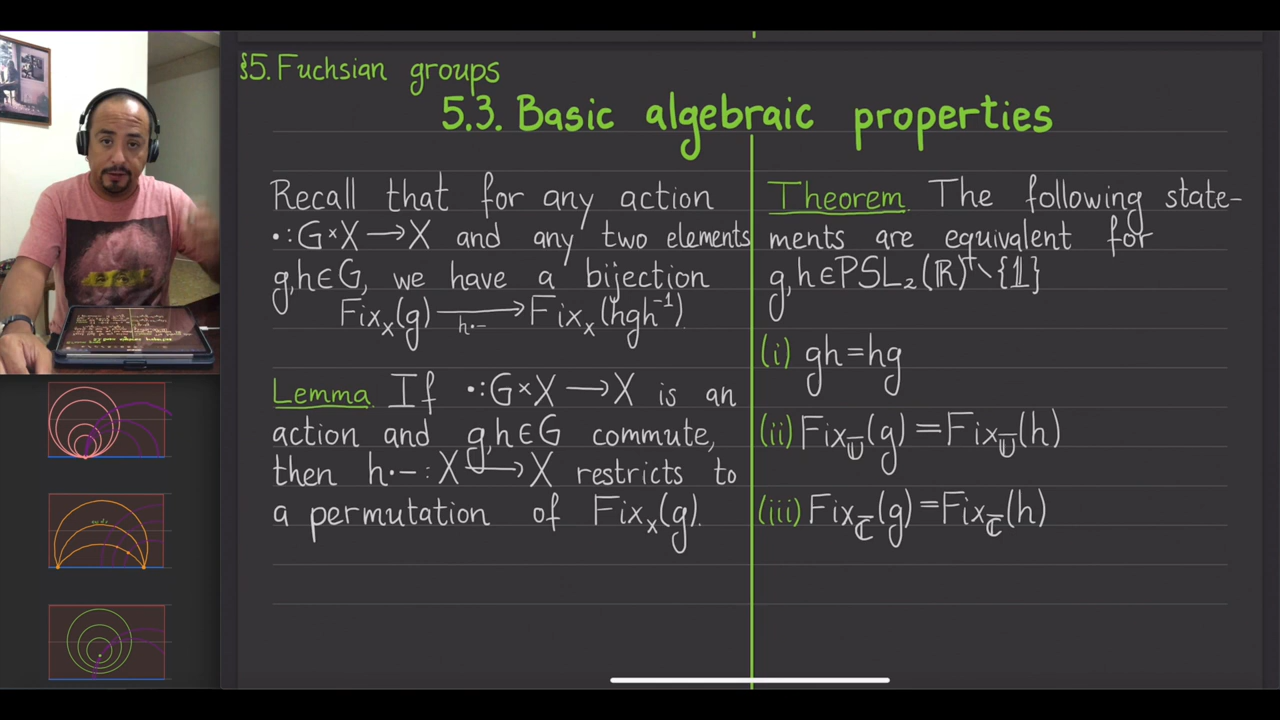 §5. Fuchsian groups
5.3. Basic algebraic properties
Recall that for any action
•:G×X→X and any two elements
g,h∈G, we have a bijection
Fixₓ(g) →(h•–) Fixₓ(hgh⁻¹).
Lemma. If •:G×X→X is an
action and g,h∈G commute,
then h•–:X→X restricts to
a permutation of Fixₓ(g).
Theorem. The following state-
ments are equivalent for
g,h∈PSL₂(ℝ)⁺∖{𝟙}
(i) gh=hg
(ii) Fix_𝕌̅(g)=Fix_𝕌̅(h)
(iii) Fix_ℂ̅(g)=Fix_ℂ̅(h)